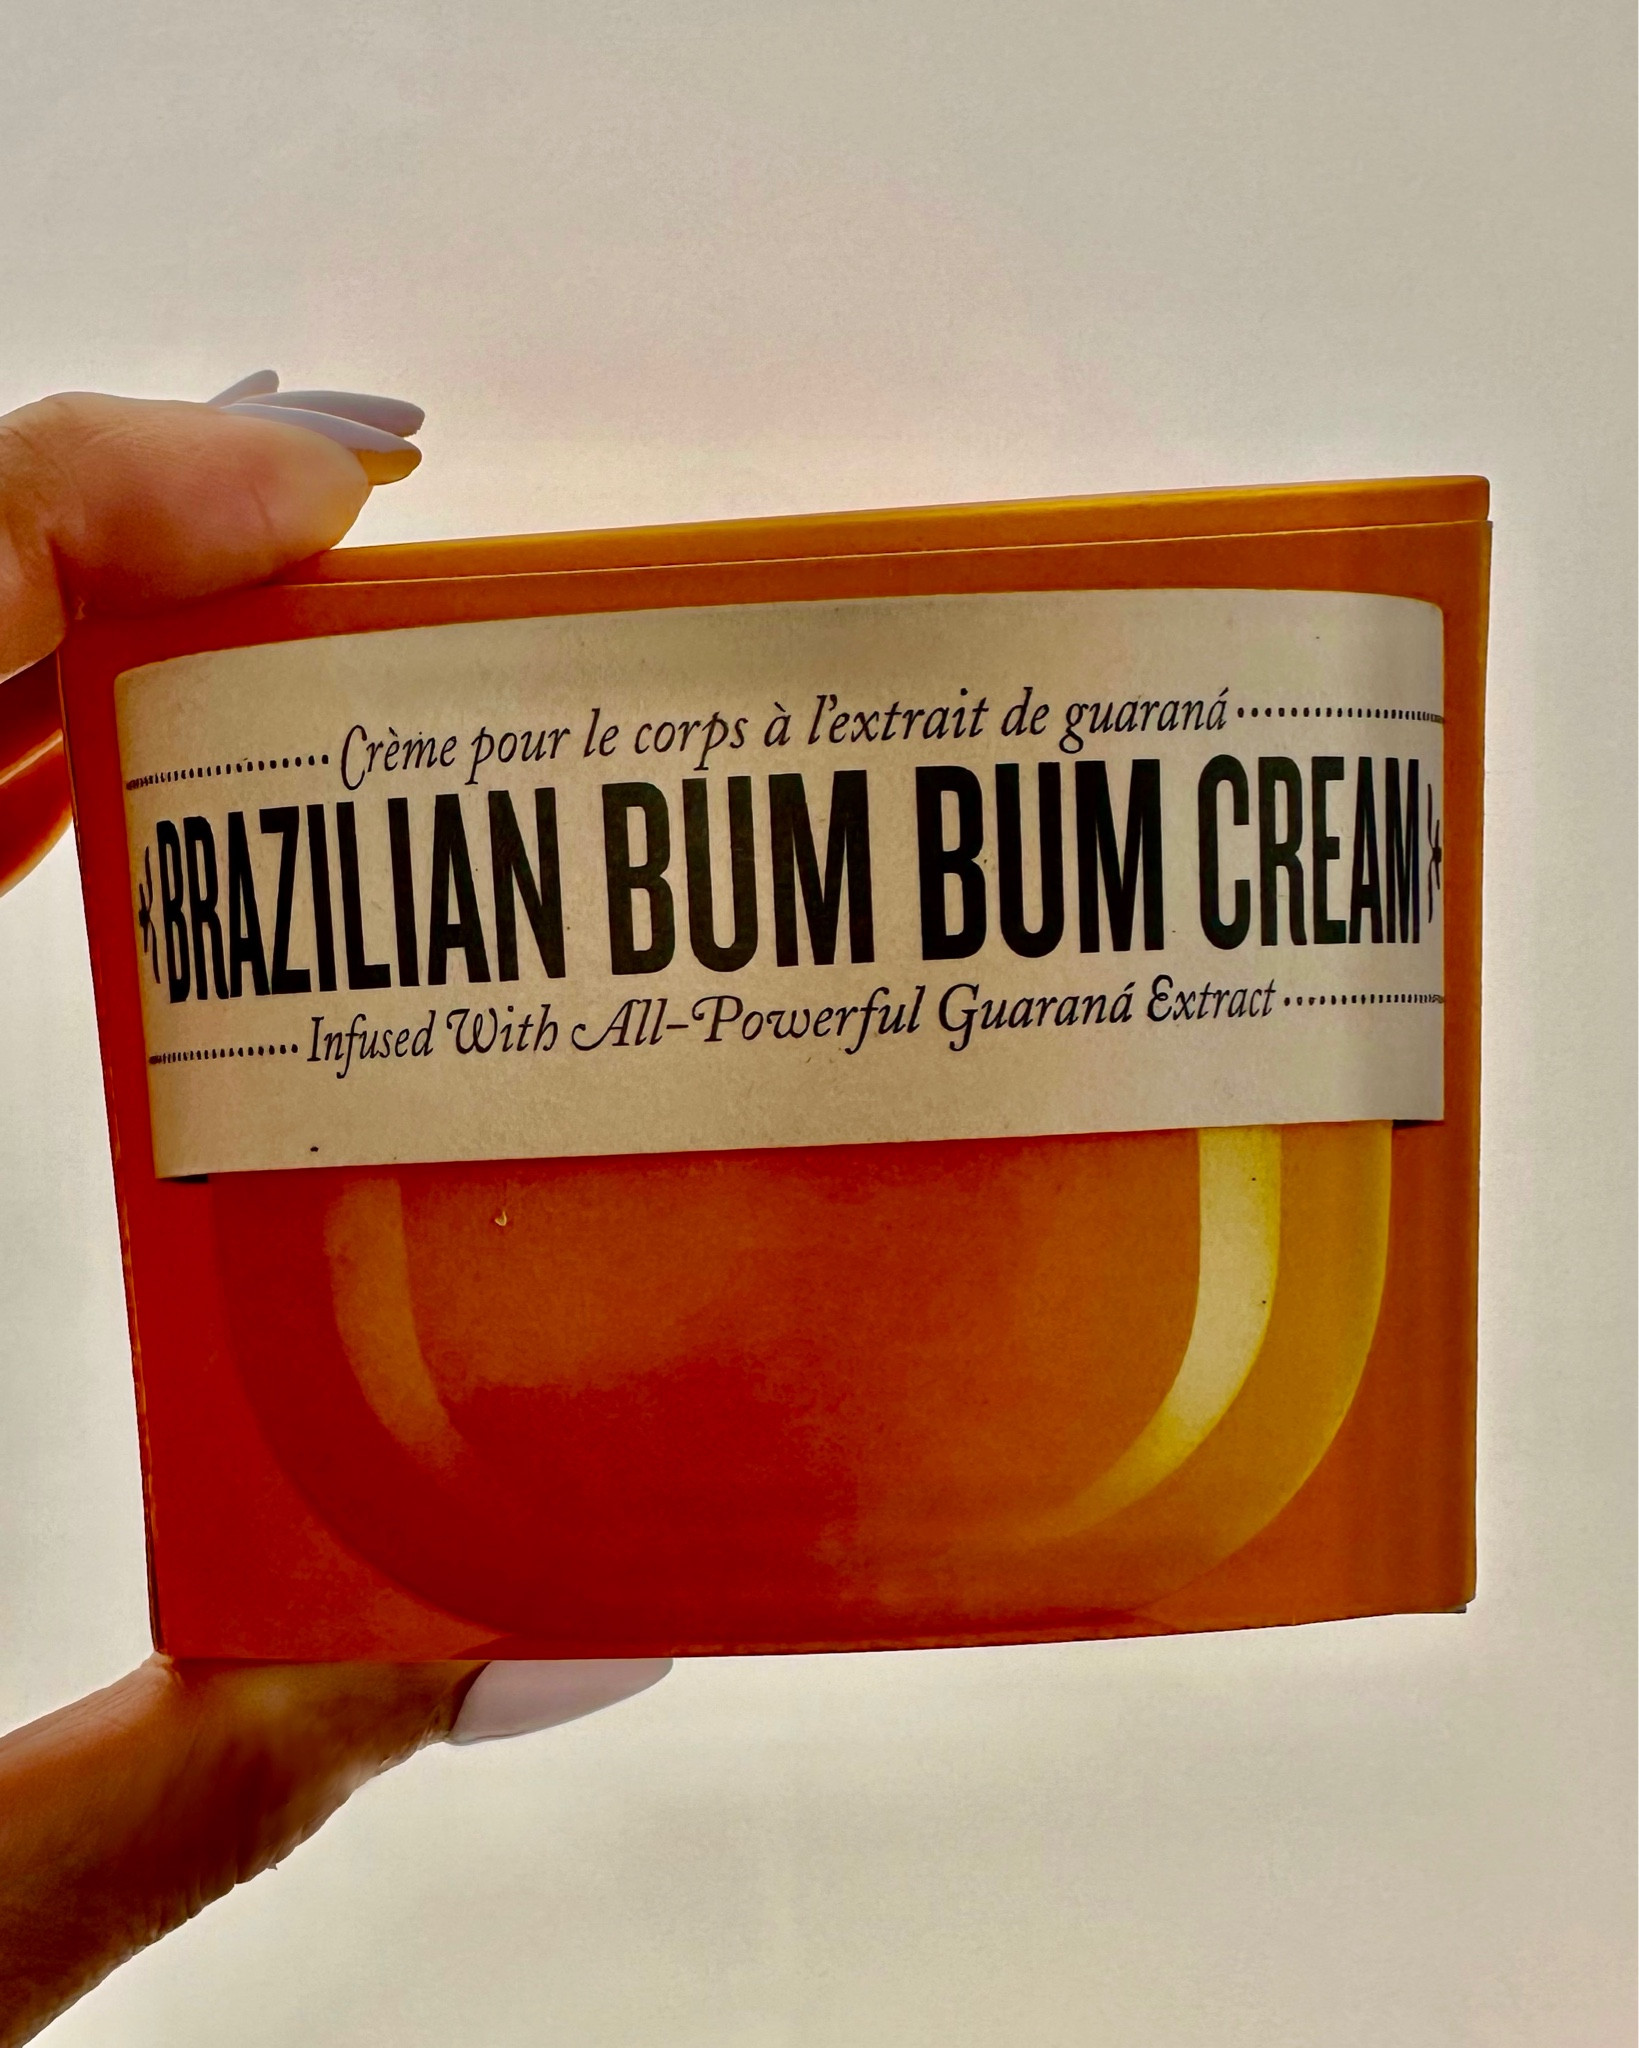 Crème pour le corps à l'extrait de guaraná
BRAZILIAN BUM BUM CREAM
Infused With All-Powerful Guaraná Extract